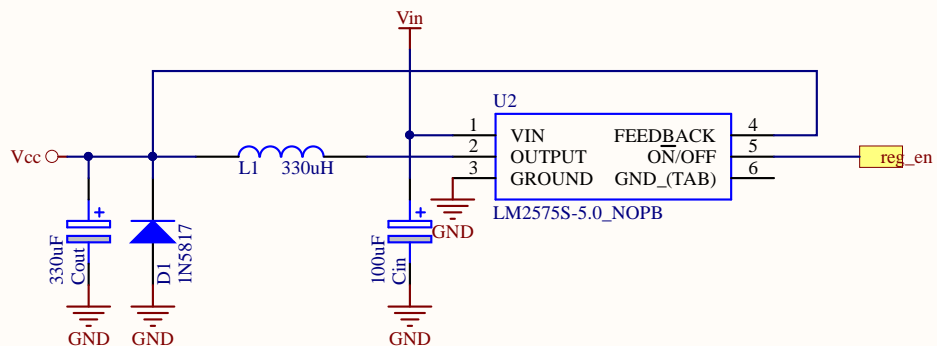 Vin
U2
1 VIN FEEDBACK 4
Vcc 2 OUTPUT ON/OFF 5 reg_en
L1 330uH 3 GROUND GND_(TAB) 6
LM2575S-5.0_NOPB
GND
+ 330uF Cout
D1 1N5817
+ 100uF Cin
GND GND GND